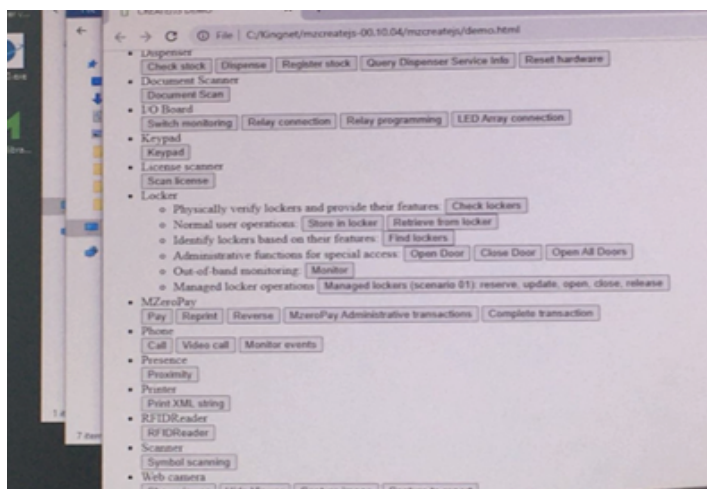 CREATEJS DEMO
File | C:/Kingnet/mzcreatejs-00.10.04/mzcreatejs/demo.html
Dispenser
Check stock Dispense Register stock Query Dispenser Service Info Reset hardware
Document Scanner
Document Scan
I/O Board
Switch monitoring Relay connection Relay programming LED Array connection
Keypad
Keypad
License scanner
Scan license
Locker
Physically verify lockers and provide their features: Check lockers
Normal user operations: Store in locker Retrieve from locker
Identify lockers based on their features: Find lockers
Administrative functions for special access: Open Door Close Door Open All Doors
Out-of-band monitoring: Monitor
Managed locker operations Managed lockers (scenario 01): reserve, update, open, close, release
MZeroPay
Pay Reprint Reverse MzeroPay Administrative transactions Complete transaction
Phone
Call Video call Monitor events
Presence
Proximity
Printer
Print XML string
RFIDReader
RFIDReader
Scanner
Symbol scanning
Web camera
7 item